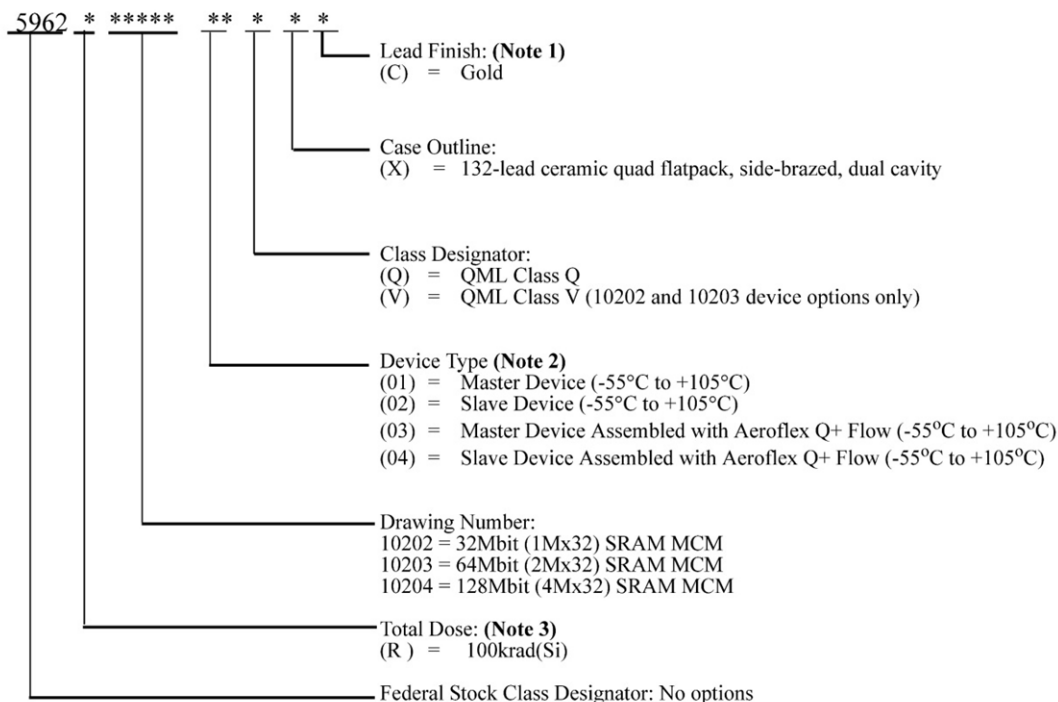 5962 * ***** ** * * *
Lead Finish: (Note 1)
(C) = Gold
Case Outline:
(X) = 132-lead ceramic quad flatpack, side-brazed, dual cavity
Class Designator:
(Q) = QML Class Q
(V) = QML Class V (10202 and 10203 device options only)
Device Type (Note 2)
(01) = Master Device (-55°C to +105°C)
(02) = Slave Device (-55°C to +105°C)
(03) = Master Device Assembled with Aeroflex Q+ Flow (-55°C to +105°C)
(04) = Slave Device Assembled with Aeroflex Q+ Flow (-55°C to +105°C)
Drawing Number:
10202 = 32Mbit (1Mx32) SRAM MCM
10203 = 64Mbit (2Mx32) SRAM MCM
10204 = 128Mbit (4Mx32) SRAM MCM
Total Dose: (Note 3)
(R ) = 100krad(Si)
Federal Stock Class Designator: No options